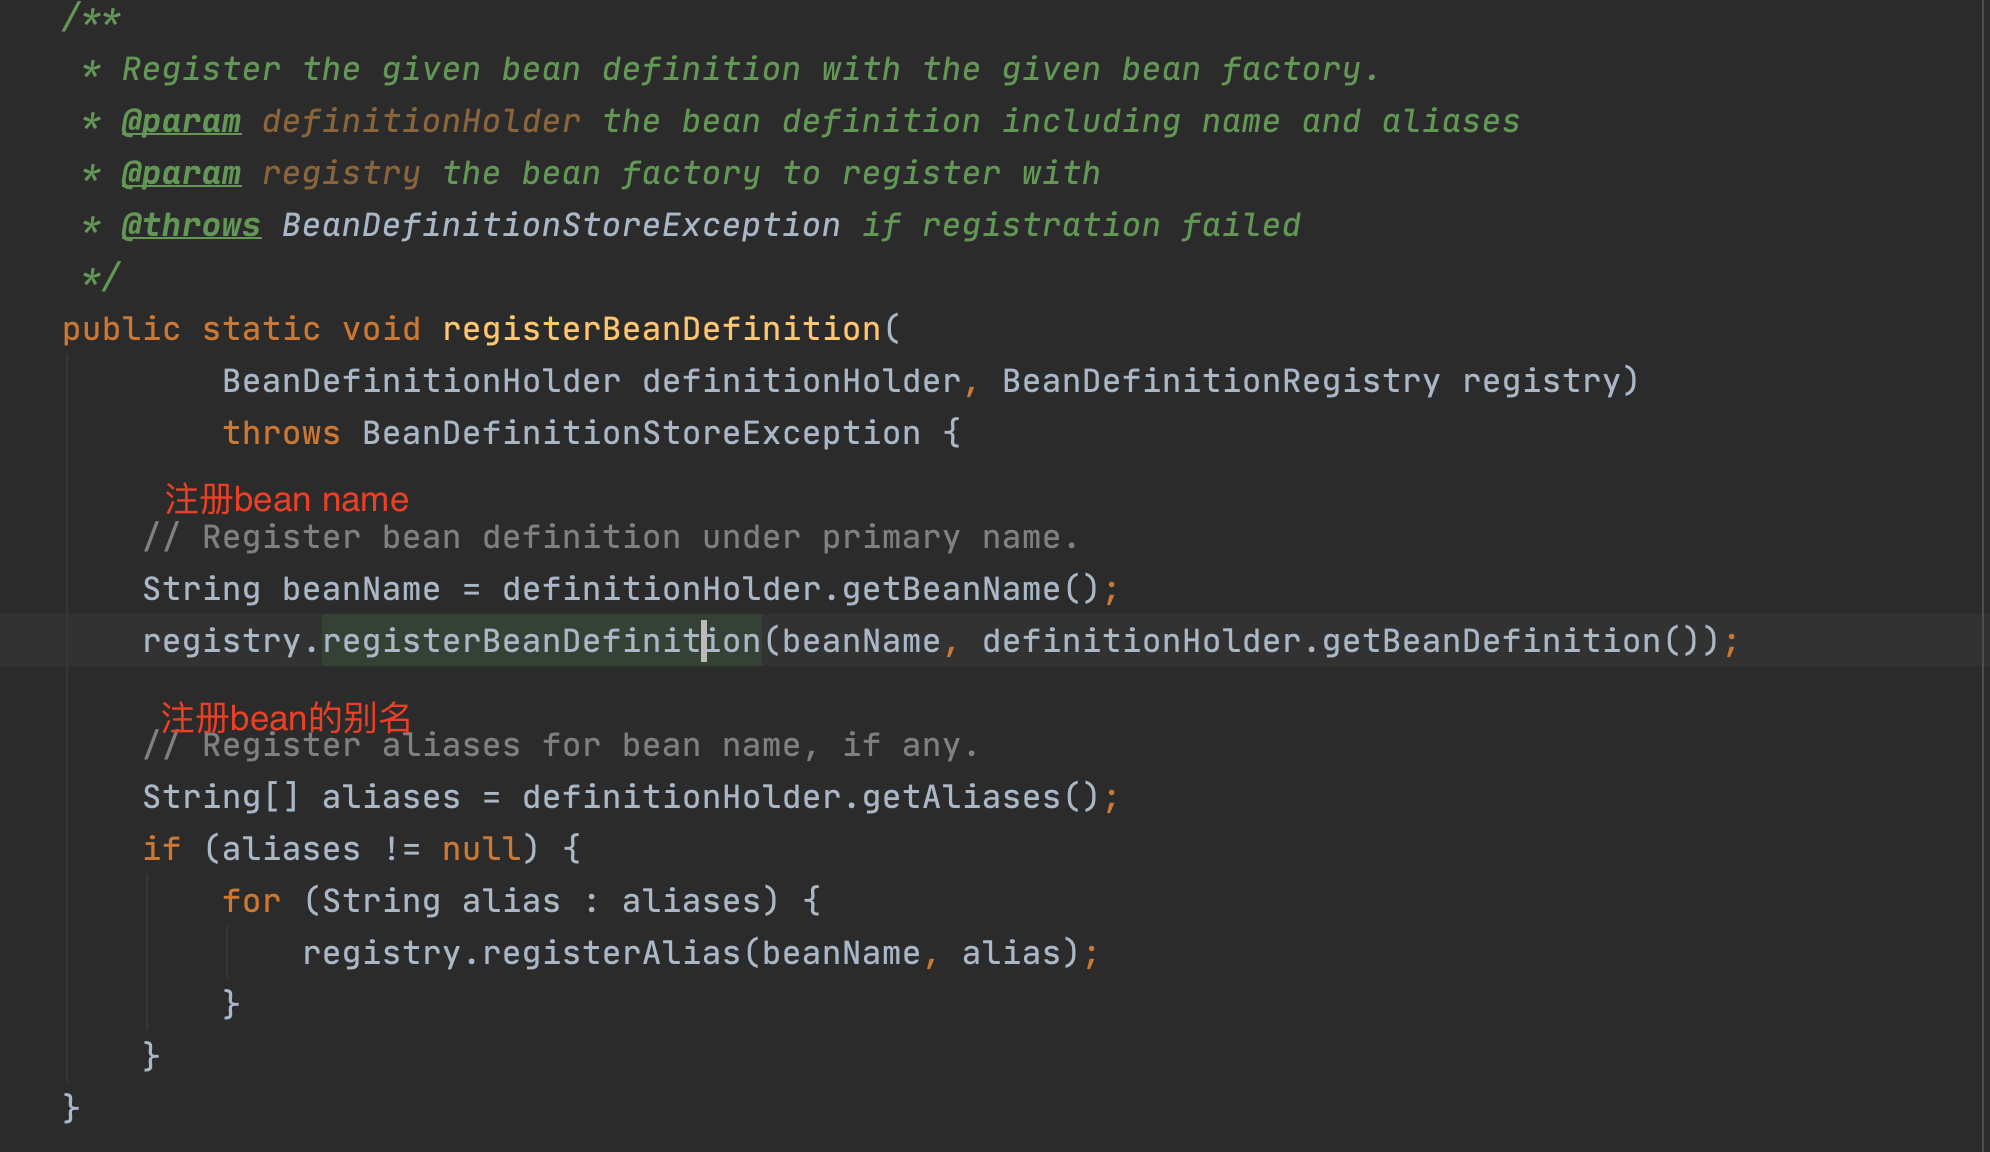 /**
* Register the given bean definition with the given bean factory.
* @param definitionHolder the bean definition including name and aliases
* @param registry the bean factory to register with
* @throws BeanDefinitionStoreException if registration failed
*/
public static void registerBeanDefinition(
BeanDefinitionHolder definitionHolder, BeanDefinitionRegistry registry)
throws BeanDefinitionStoreException {
注册bean name
// Register bean definition under primary name.
String beanName = definitionHolder.getBeanName();
registry.registerBeanDefinition(beanName, definitionHolder.getBeanDefinition());
注册bean的别名
// Register aliases for bean name, if any.
String[] aliases = definitionHolder.getAliases();
if (aliases != null) {
for (String alias : aliases) {
registry.registerAlias(beanName, alias);
}
}
}